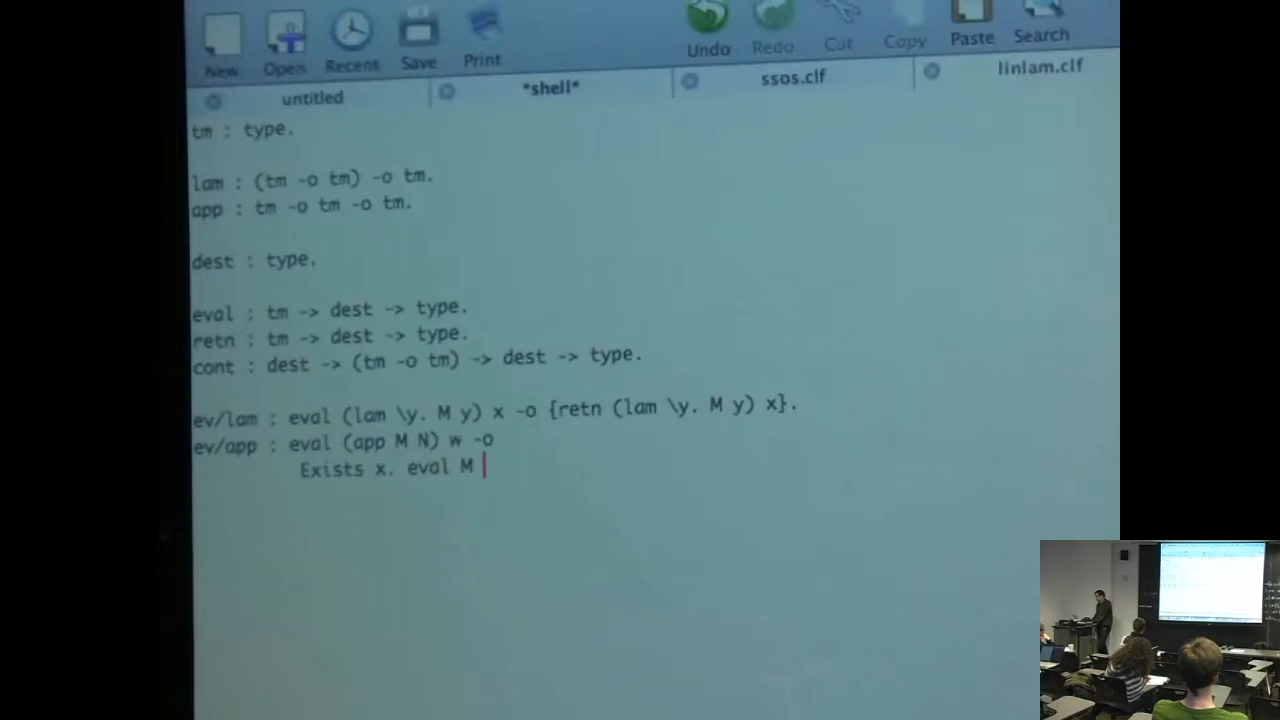 New Open Recent Save Print Undo Redo Cut Copy Paste Search
untitled *shell* ssos.clf linlam.clf
tm : type.
lam : (tm -o tm) -o tm.
app : tm -o tm -o tm.
dest : type.
eval : tm -> dest -> type.
retn : tm -> dest -> type.
cont : dest -> (tm -o tm) -> dest -> type.
ev/lam : eval (lam \y. M y) x -o {retn (lam \y. M y) x}.
ev/app : eval (app M N) w -o
Exists x. eval M